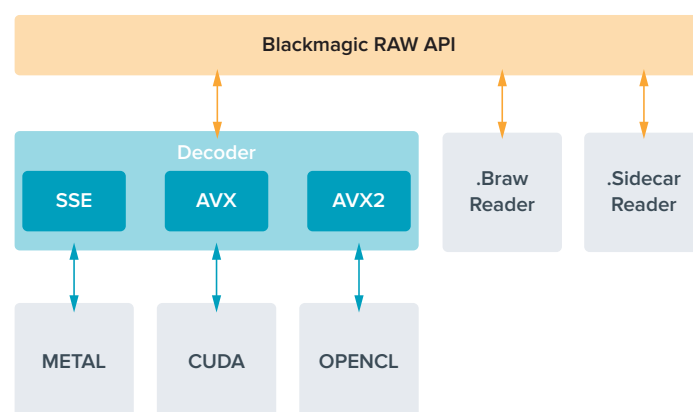 Blackmagic RAW API
Decoder
SSE
AVX
AVX2
.Braw
Reader
.Sidecar
Reader
METAL
CUDA
OPENCL